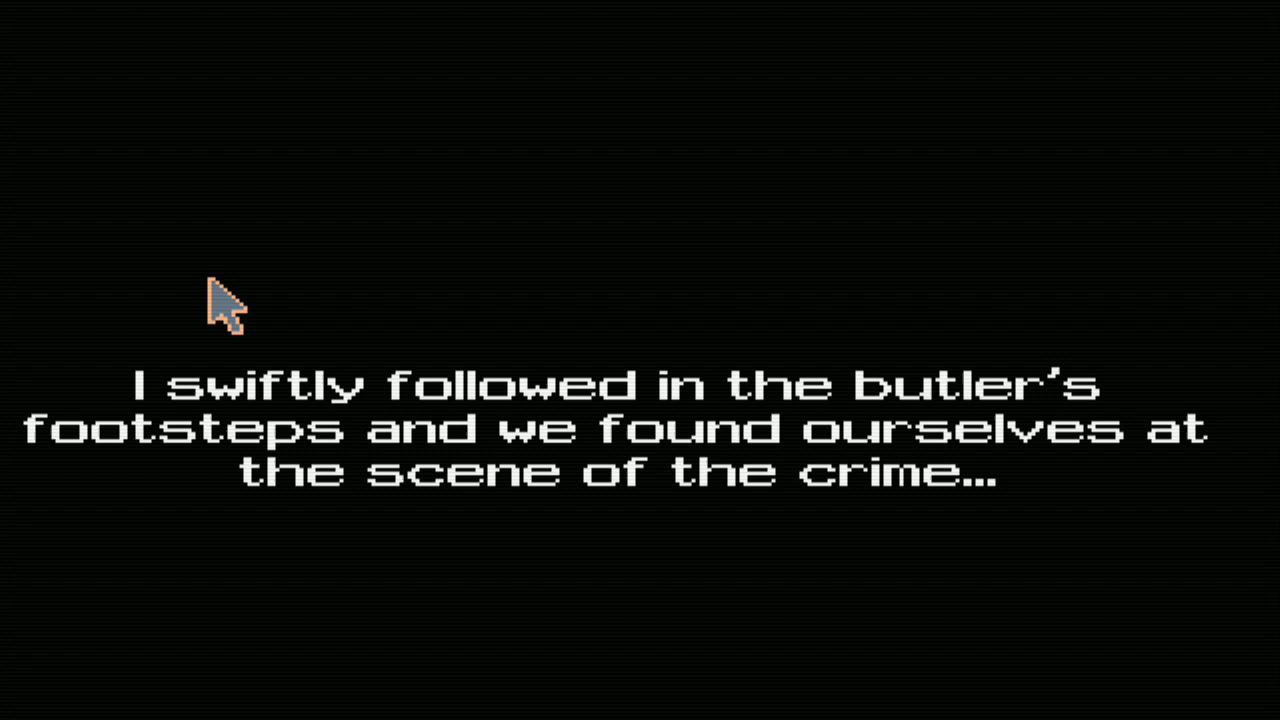 I swiftly followed in the butler's
footsteps and we found ourselves at
the scene of the crime...